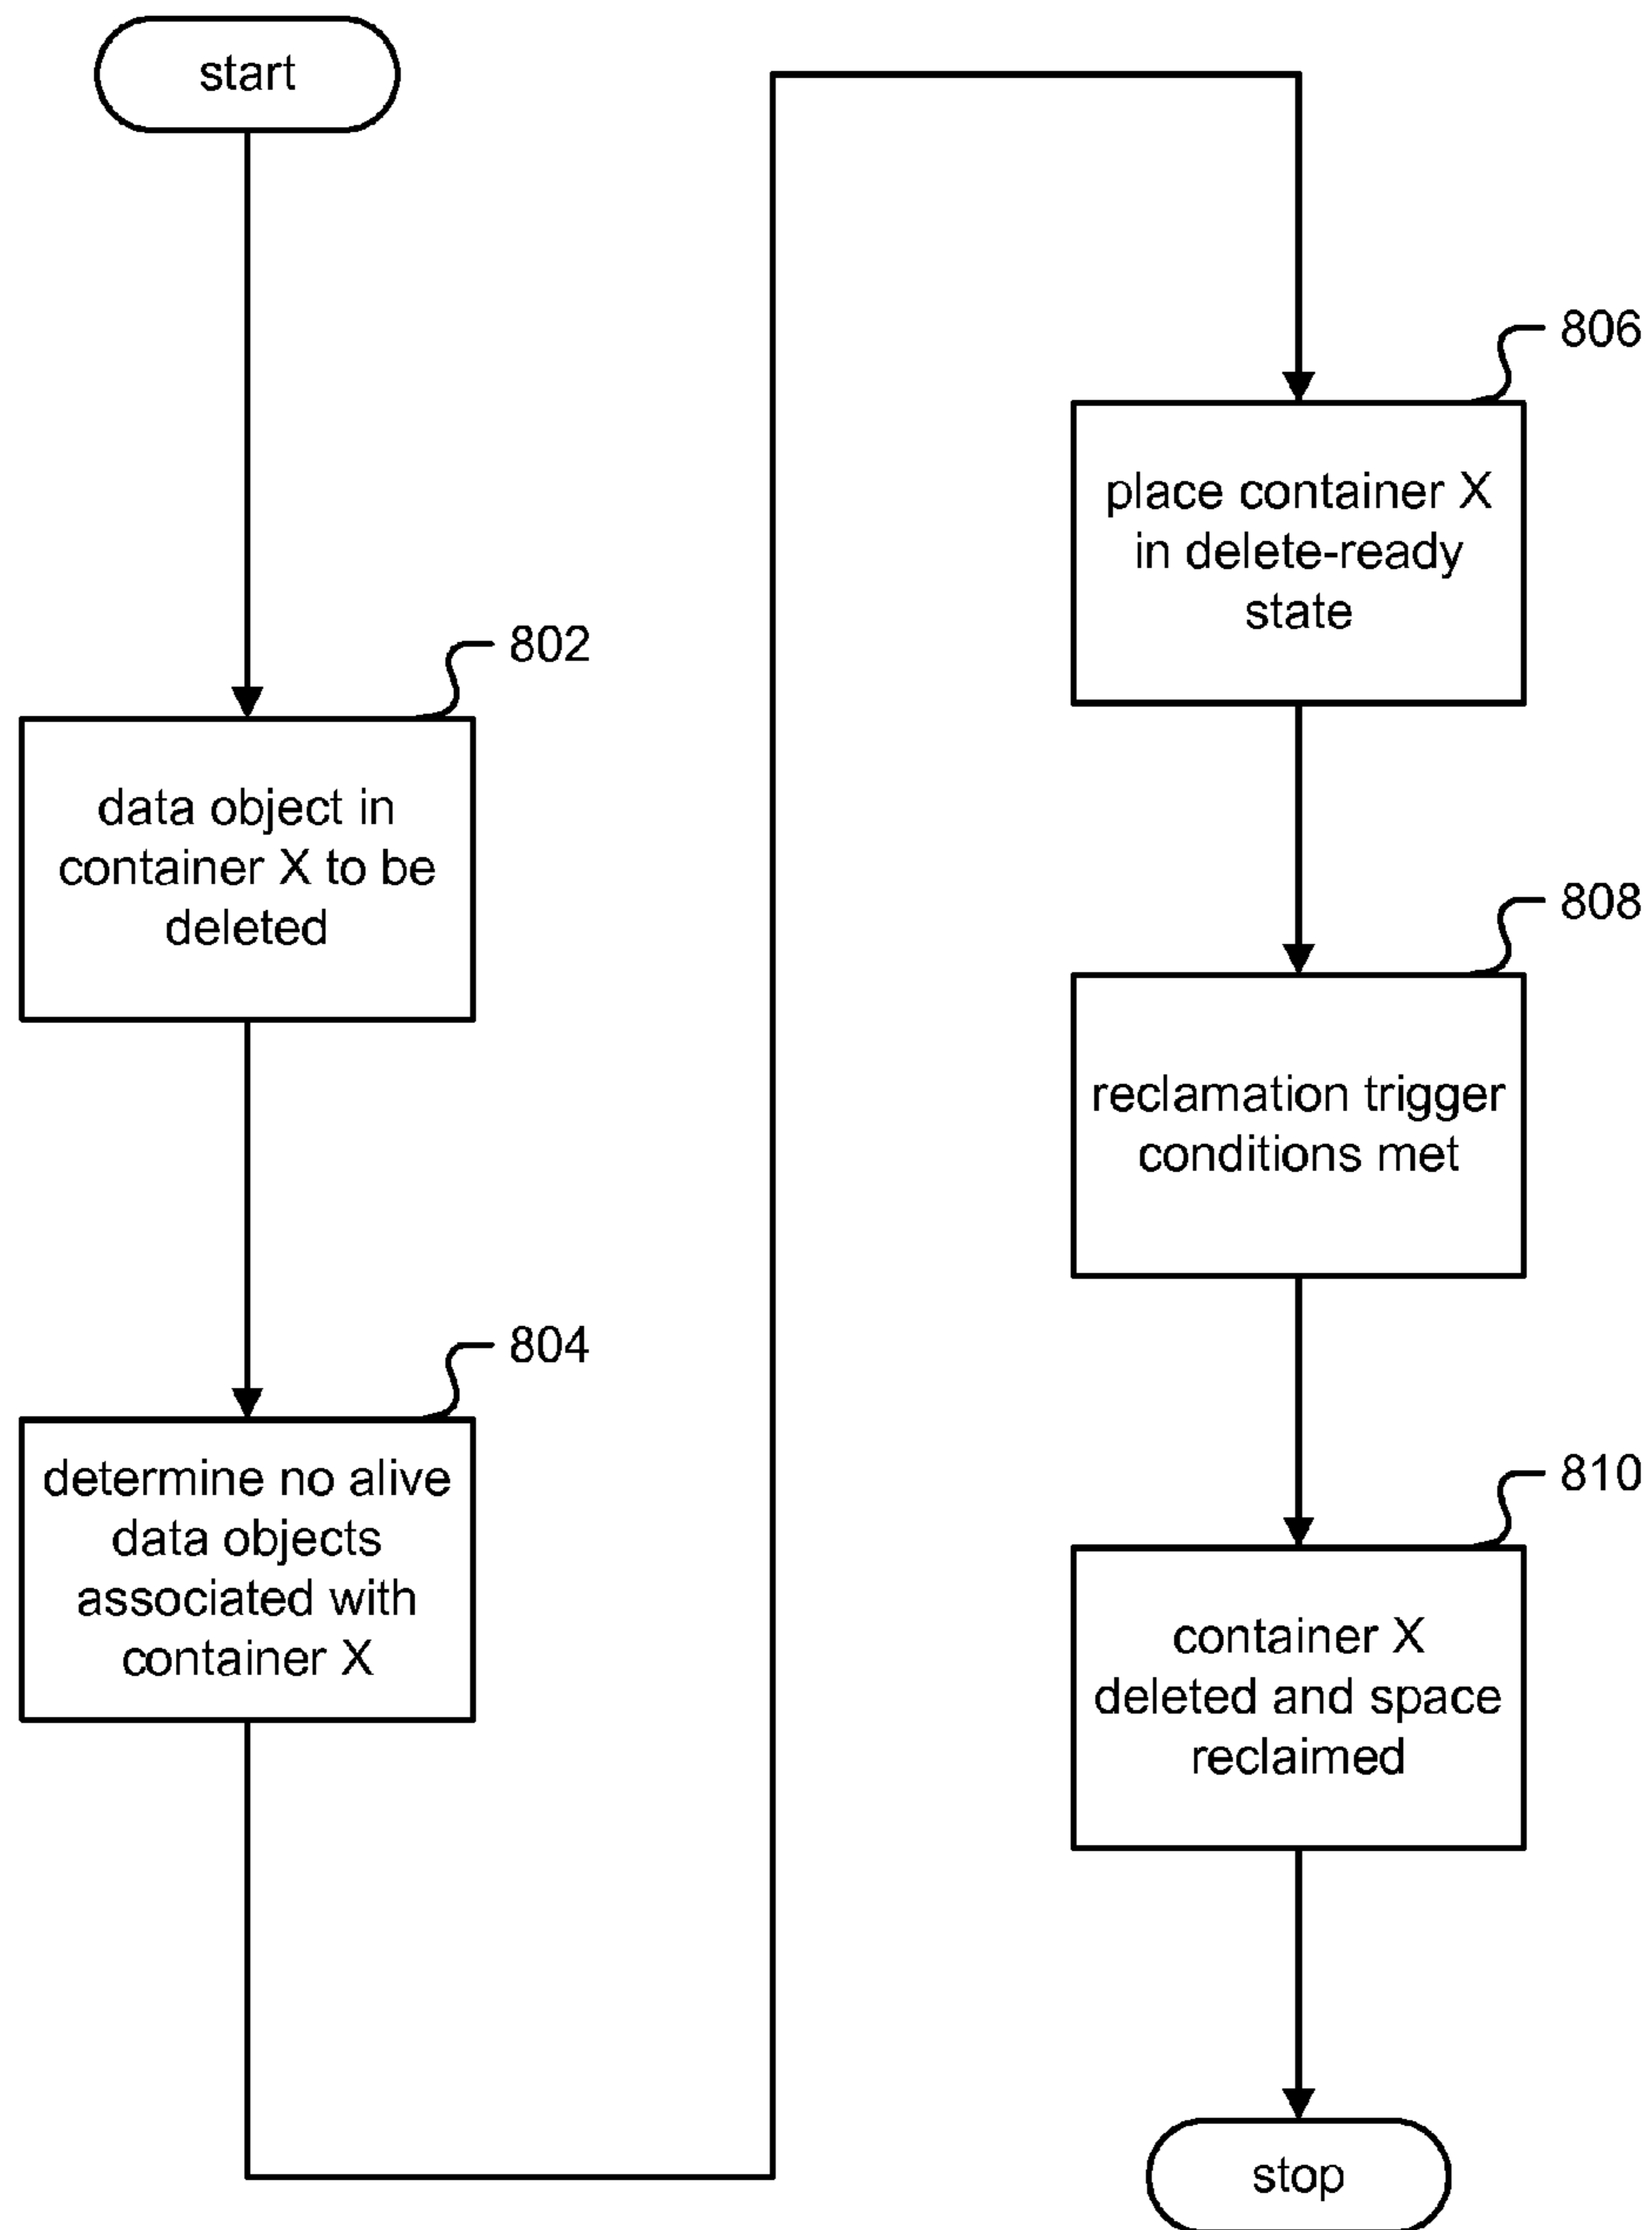 start
802
data object in
container X to be
deleted
804
determine no alive
data objects
associated with
container X
806
place container X
in delete-ready
state
808
reclamation trigger
conditions met
810
container X
deleted and space
reclaimed
stop